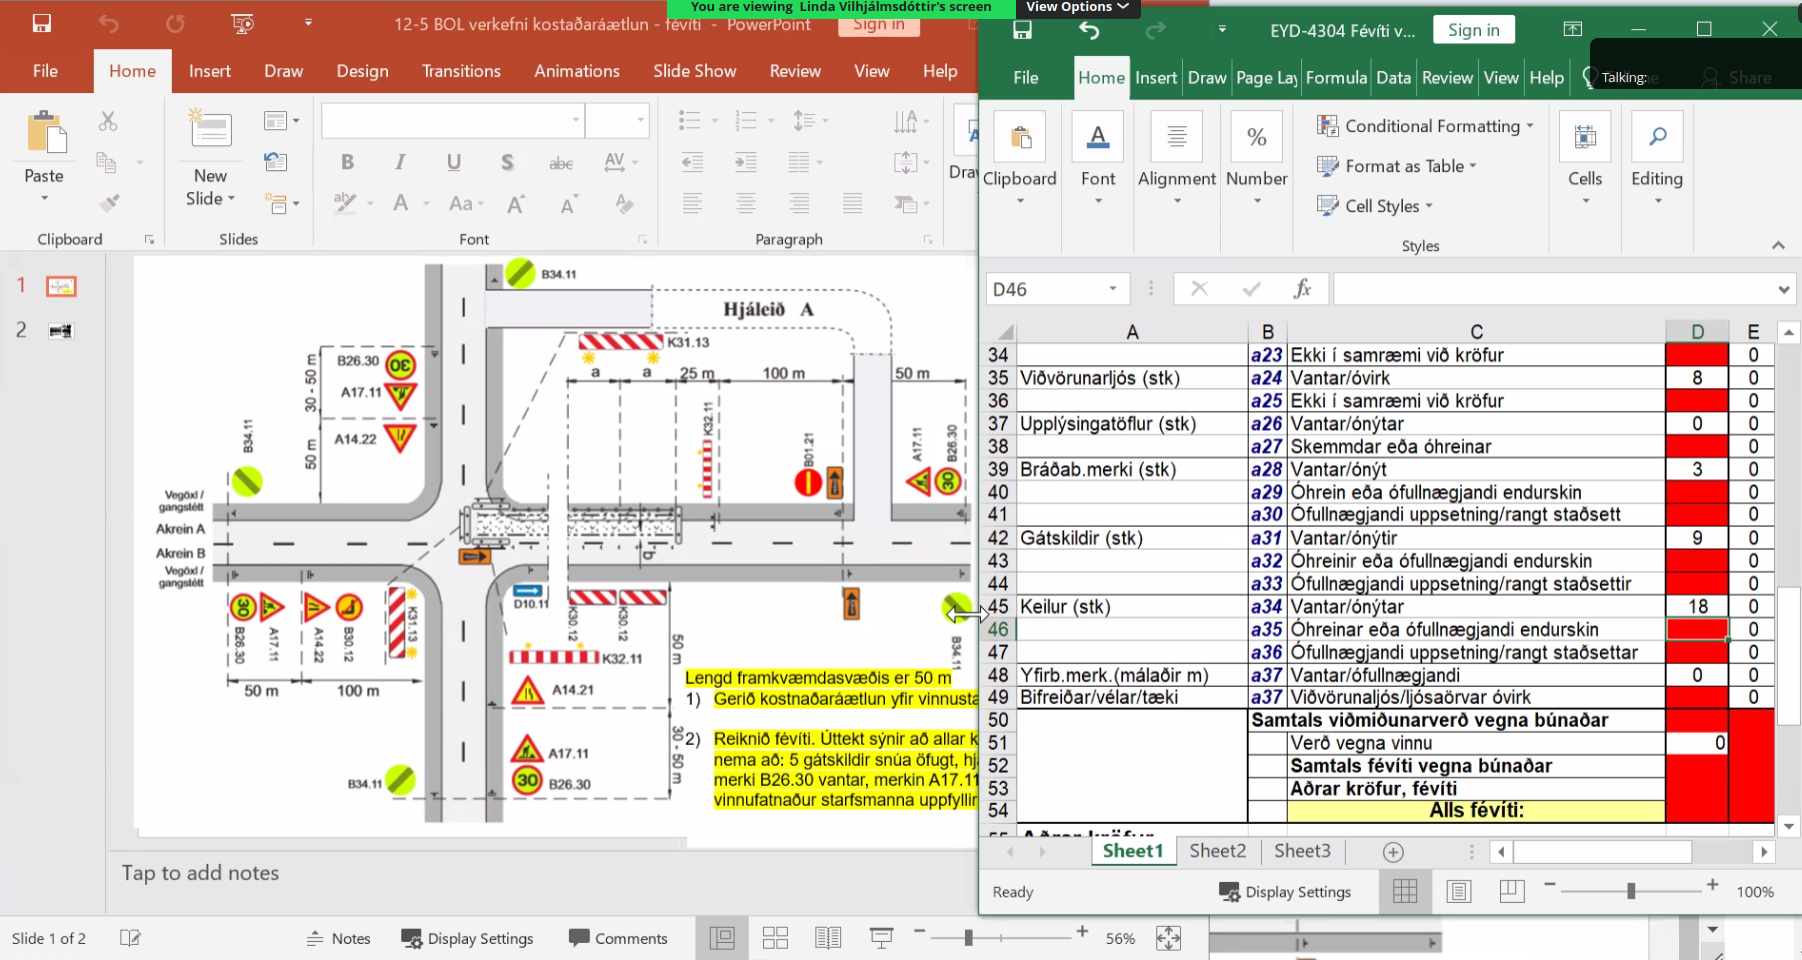 You are viewing Linda Vilhjálmsdóttir's screen
View Options
12-5 BOL verkefni kostaðaráætlun - févíti - PowerPoint
Sign in
File
Home
Insert
Draw
Design
Transitions
Animations
Slide Show
Review
View
Help
Paste
New
Slide
Clipboard
Slides
Font
Paragraph
B
I
U
S
abc
AV
Aa
A
1
2
B34.11
Hjáleið A
K31.13
B26.30
A17.11
A14.22
30 - 50 m
50 m
B34.11
a
a
25 m
100 m
50 m
K32.11
B01.21
A17.11
B26.30
Vegöxl /
gangstétt
Akrein A
Akrein B
Vegöxl /
gangstétt
b
B26.30
A17.11
A14.22
B30.12
K31.13
D10.11
K30.12
K30.12
K32.11
A14.21
50 m
100 m
50 m
30 - 50 m
A17.11
B26.30
B34.11
B34.11
Lengd framkvæmdasvæðis er 50 m
1) Gerið kostnaðaráætlun yfir vinnusta
2) Reiknið févíti. Úttekt sýnir að allar k
nema að: 5 gátskildir snúa öfugt, hj
merki B26.30 vantar, merkin A17.11
vinnufatnaður starfsmanna uppfyllir
Tap to add notes
Slide 1 of 2
Notes
Display Settings
Comments
56%
EYD-4304 Févíti v...
Sign in
File
Home
Insert
Draw
Page Lay
Formula
Data
Review
View
Help
Talking:
Share
Clipboard
Font
Alignment
Number
Conditional Formatting
Format as Table
Cell Styles
Styles
Cells
Editing
D46
fx
A B C D E
34 a23 Ekki í samræmi við kröfur 0
35 Viðvörunarljós (stk) a24 Vantar/óvirk 8 0
36 a25 Ekki í samræmi við kröfur 0
37 Upplýsingatöflur (stk) a26 Vantar/ónýtar 0 0
38 a27 Skemmdar eða óhreinar 0
39 Bráðab.merki (stk) a28 Vantar/ónýt 3 0
40 a29 Óhrein eða ófullnægjandi endurskin 0
41 a30 Ófullnægjandi uppsetning/rangt staðsett 0
42 Gátskildir (stk) a31 Vantar/ónýtir 9 0
43 a32 Óhreinir eða ófullnægjandi endurskin 0
44 a33 Ófullnægjandi uppsetning/rangt staðsettir 0
45 Keilur (stk) a34 Vantar/ónýtar 18 0
46 a35 Óhreinar eða ófullnægjandi endurskin 0
47 a36 Ófullnægjandi uppsetning/rangt staðsettar 0
48 Yfirb.merk.(málaðir m) a37 Vantar/ófullnægjandi 0 0
49 Bifreiðar/vélar/tæki a37 Viðvörunaljós/ljósaörvar óvirk 0
50 Samtals viðmiðunarverð vegna búnaðar
51 Verð vegna vinnu 0
52 Samtals févíti vegna búnaðar
53 Aðrar kröfur, févíti
54 Alls févíti:
55 Aðrar kröfur
Sheet1
Sheet2
Sheet3
Ready
Display Settings
100%